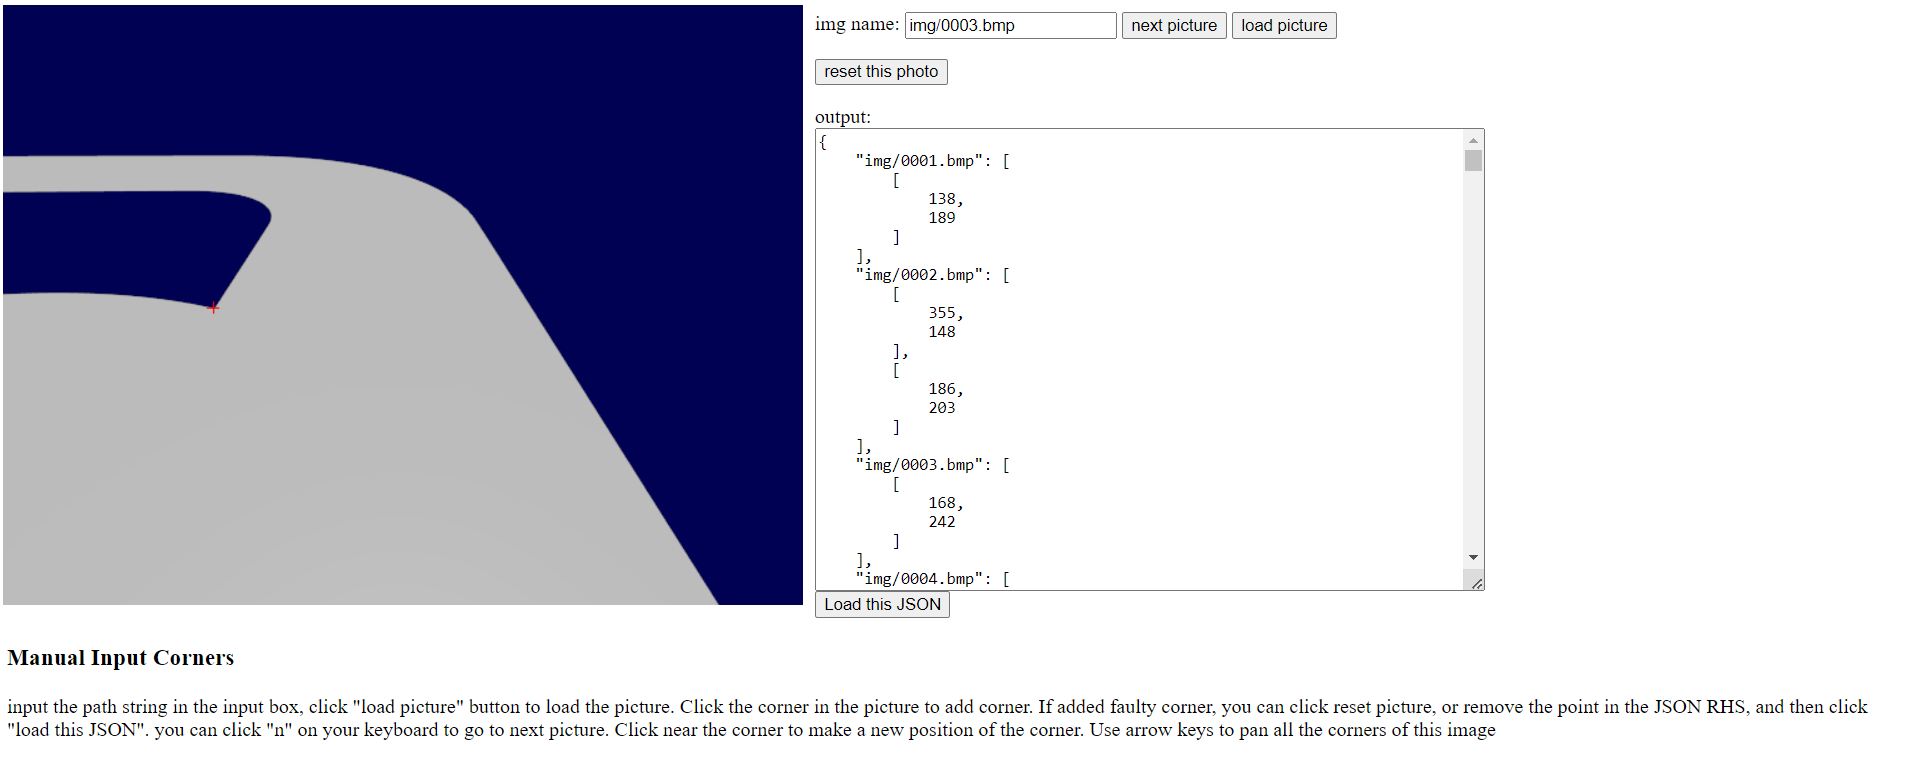 img name: img/0003.bmp next picture load picture
reset this photo
output:
{
    "img/0001.bmp": [
        [
            138,
            189
        ]
    ],
    "img/0002.bmp": [
        [
            355,
            148
        ],
        [
            186,
            203
        ]
    ],
    "img/0003.bmp": [
        [
            168,
            242
        ]
    ],
    "img/0004.bmp": [
Load this JSON
Manual Input Corners
input the path string in the input box, click "load picture" button to load the picture. Click the corner in the picture to add corner. If added faulty corner, you can click reset picture, or remove the point in the JSON RHS, and then click
"load this JSON". you can click "n" on your keyboard to go to next picture. Click near the corner to make a new position of the corner. Use arrow keys to pan all the corners of this image